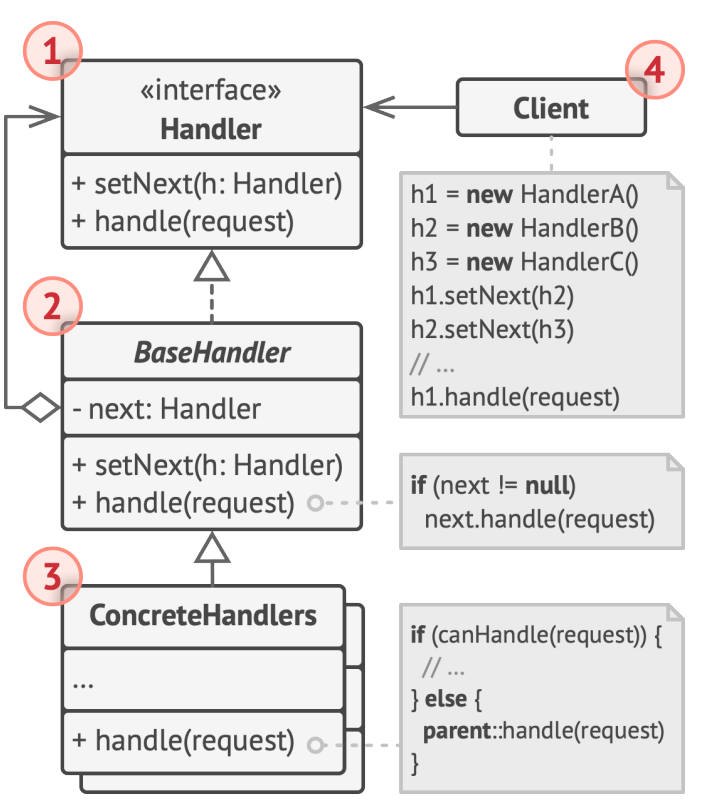 1
«interface»
Handler
+ setNext(h: Handler)
+ handle(request)
4
Client
h1 = new HandlerA()
h2 = new HandlerB()
h3 = new HandlerC()
h1.setNext(h2)
h2.setNext(h3)
// ...
h1.handle(request)
2
BaseHandler
- next: Handler
+ setNext(h: Handler)
+ handle(request)
if (next != null)
next.handle(request)
3
ConcreteHandlers
...
+ handle(request)
if (canHandle(request)) {
// ...
} else {
parent::handle(request)
}